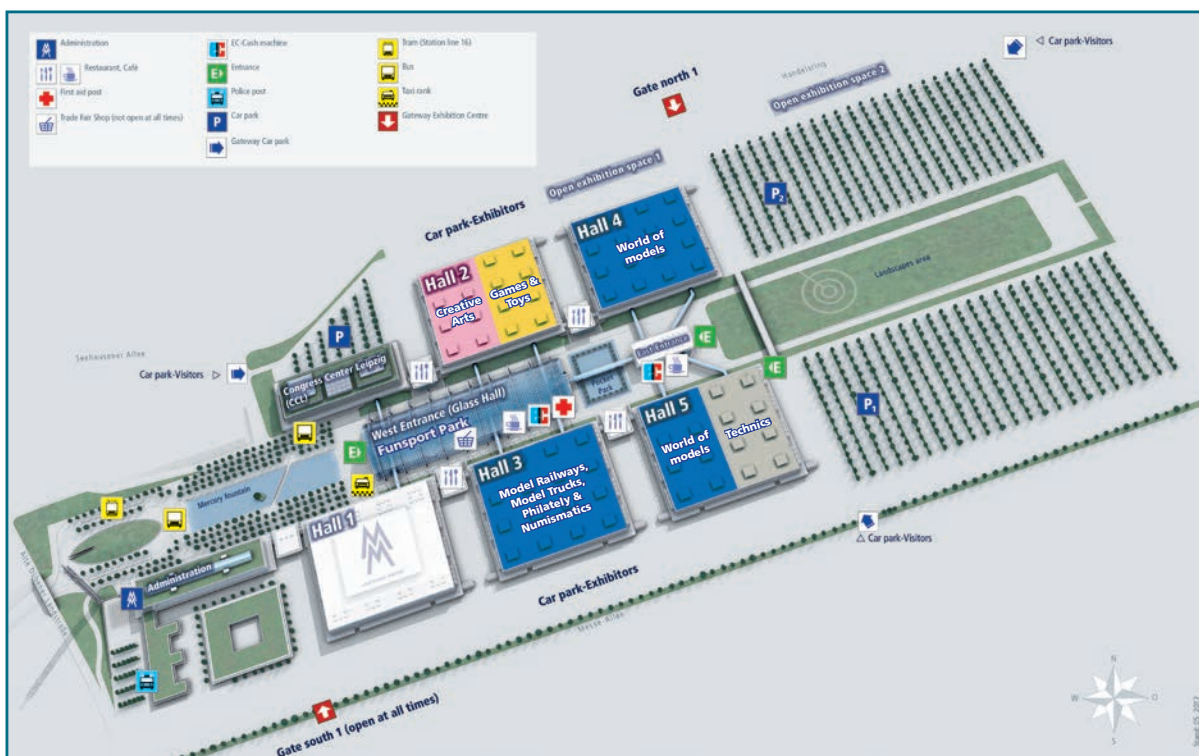 Administration
Restaurant, Café
First aid post
Trade Fair Shop (not open at all times)
EC-Cash machine
E
Entrance
Police post
P
Car park
Gateway Car park
Tram (Station line 16)
Bus
Taxi rank
Gateway Exhibition Centre
Car park-Visitors
Handelsring
Gate north 1
Open exhibition space 2
Open exhibition space 1
P2
Car park-Exhibitors
Hall 4
World of
models
Hall 2
Creative
Arts
Games &
Toys
Landscapes area
P
Seehausener Allee
Car park-Visitors
Congress Center Leipzig
(CCL)
East Entrance
E
E
Park
West Entrance (Glass Hall)
Funsport Park
P1
Hall 5
World of
models
Technics
E
Hall 3
Model Railways,
Model Trucks,
Philately &
Numismatics
Mercury fountain
Hall 1
Car park-Visitors
Administration
Car park-Exhibitors
Messe-Allee
Gate south 1 (open at all times)
N
W
O
S